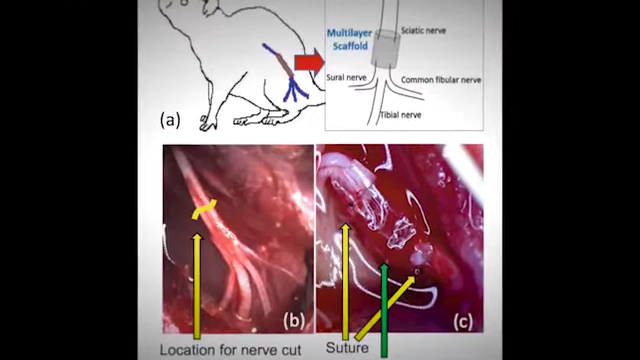 Multilayer
Scaffold
Sciatic nerve
Sural nerve
Common fibular nerve
Tibial nerve
(a)
(b)
(c)
Location for nerve cut
Suture